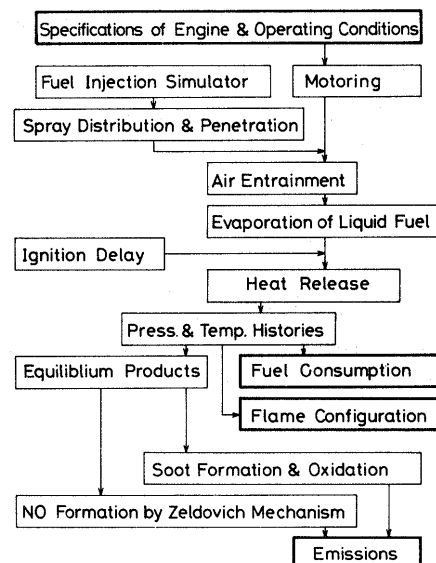 Specifications of Engine & Operating Conditions
Fuel Injection Simulator
Motoring
Spray Distribution & Penetration
Air Entrainment
Evaporation of Liquid Fuel
Ignition Delay
Heat Release
Press. & Temp. Histories
Equiliblium Products
Fuel Consumption
Flame Configuration
Soot Formation & Oxidation
NO Formation by Zeldovich Mechanism
Emissions